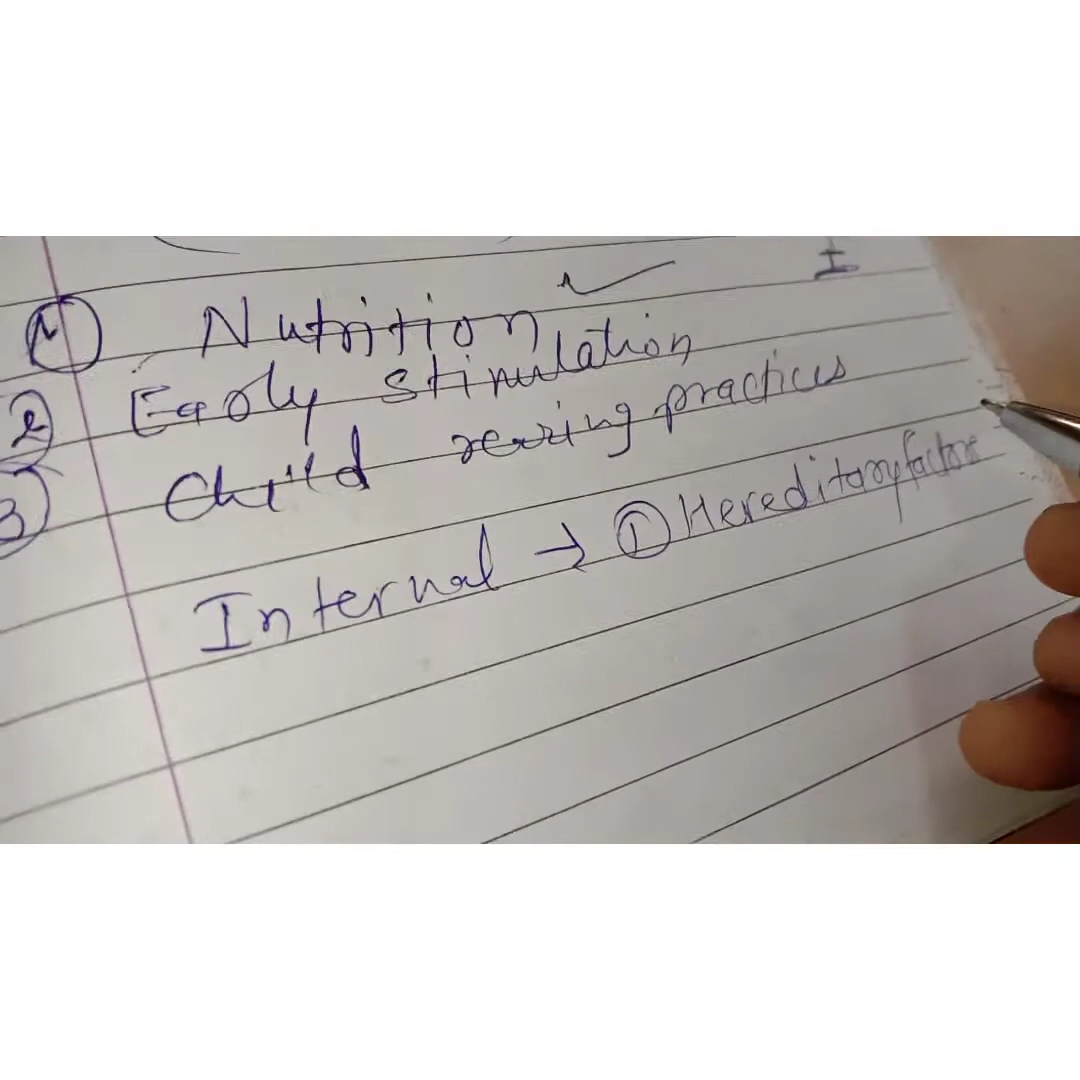 ① Nutrition
② Early stimulation
③ Child rearing practices
Internal → ① Hereditary factors